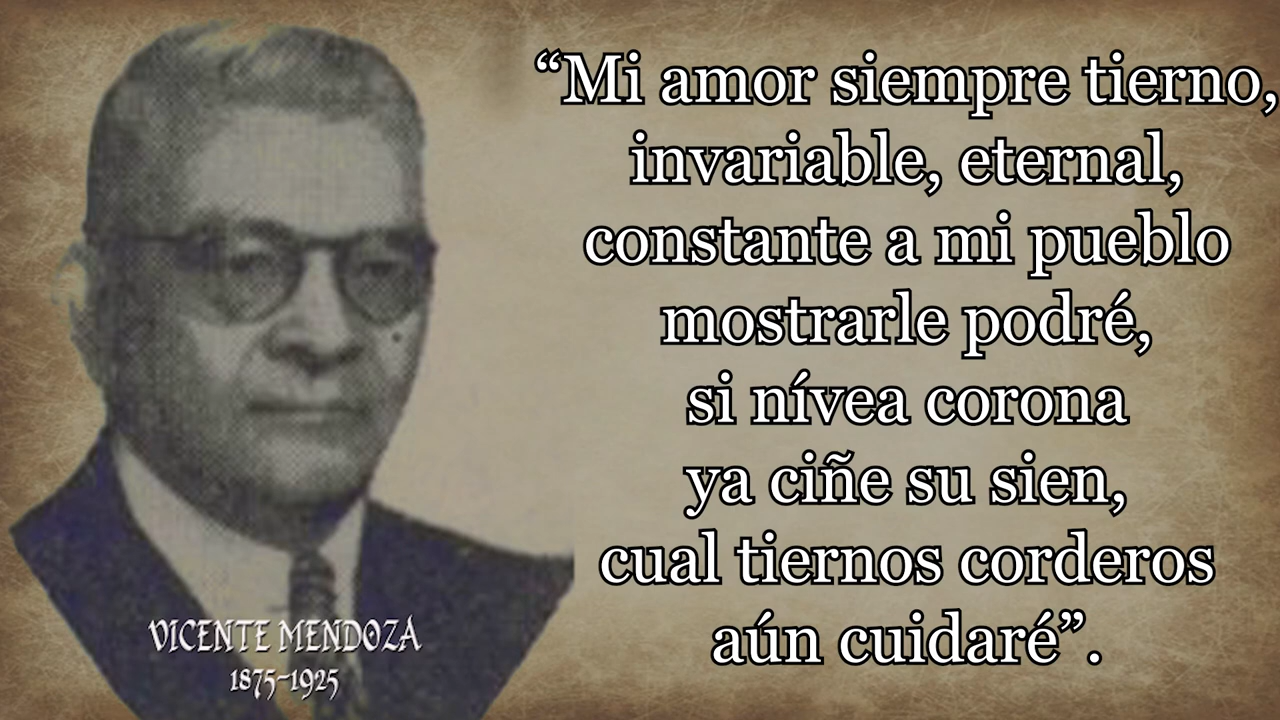 “Mi amor siempre tierno,
invariable, eternal,
constante a mi pueblo
mostrarle podré,
si nívea corona
ya ciñe su sien,
cual tiernos corderos
aún cuidaré”.
VICENTE MENDOZA
1875-1925